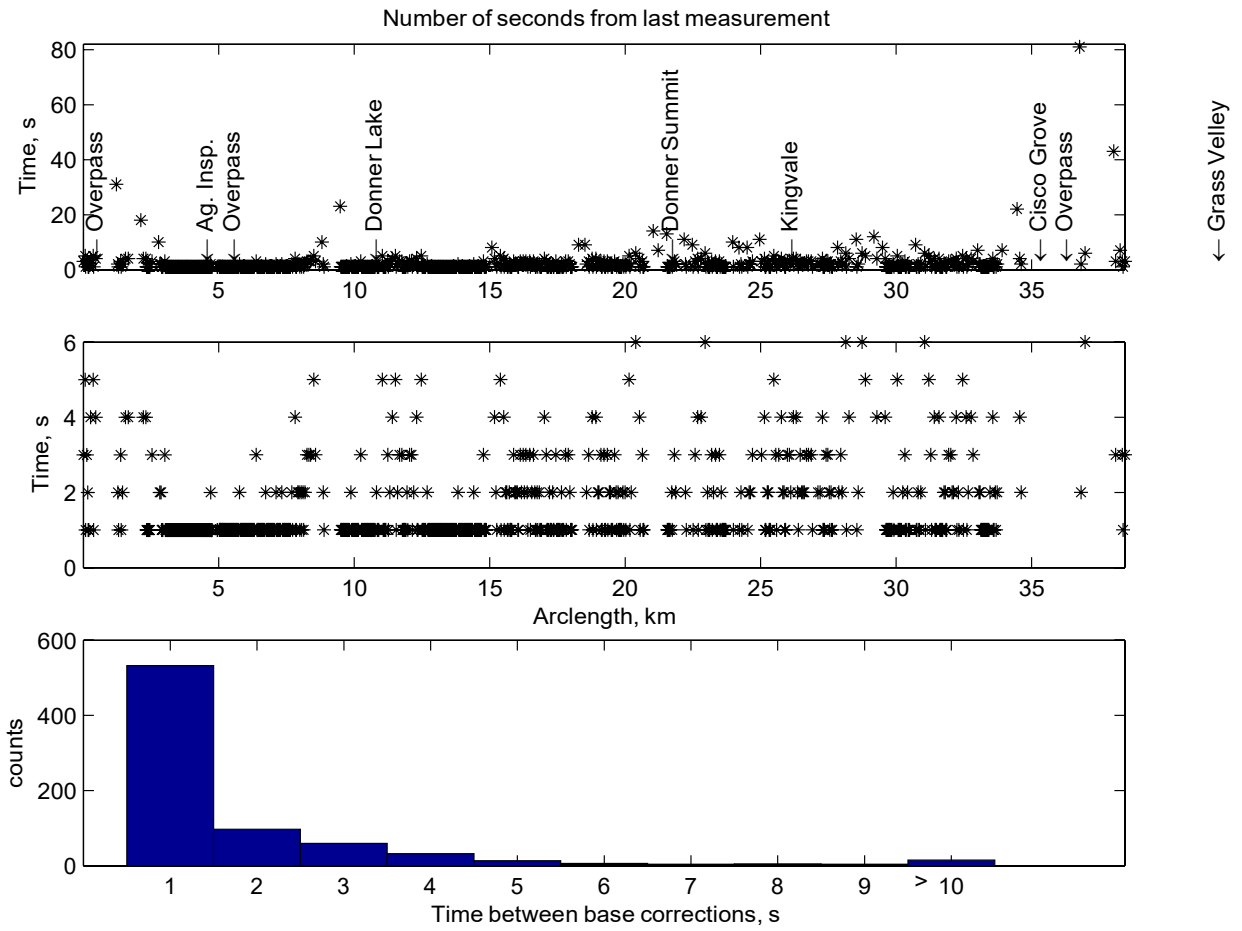 Number of seconds from last measurement
80
60
40
20
0
Time, s
Overpass
Ag. Insp.
Overpass
Donner Lake
Donner Summit
Kingvale
Cisco Grove
Overpass
Grass Velley
5 10 15 20 25 30 35
6
4
2
0
Time, s
5 10 15 20 25 30 35
Arclength, km
600
400
200
0
counts
1 2 3 4 5 6 7 8 9 > 10
Time between base corrections, s